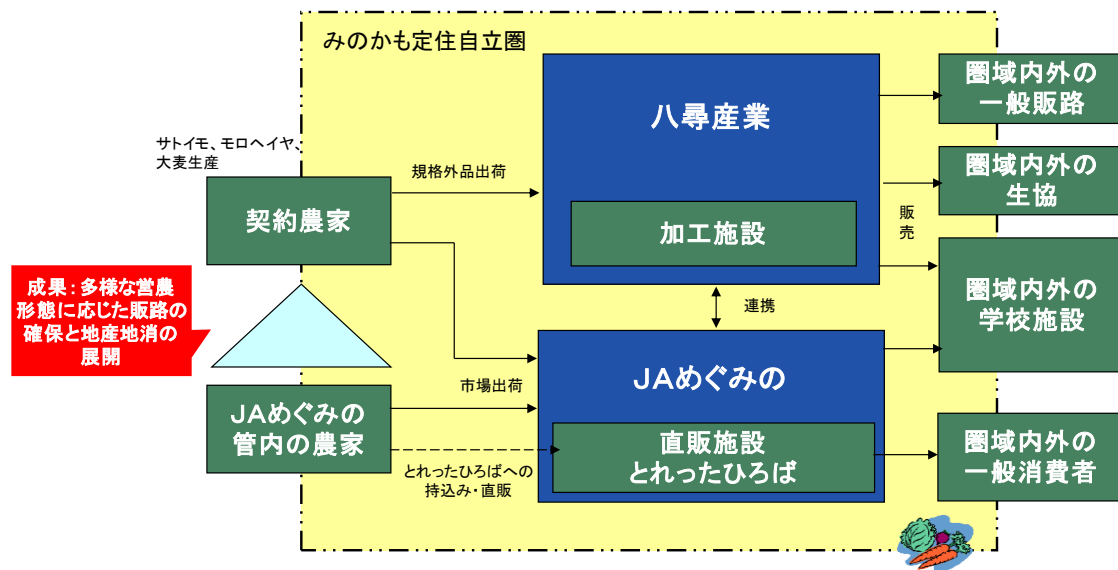 みのかも定住自立圏
サトイモ、モロヘイヤ、
大麦生産
契約農家
規格外品出荷
八尋産業
加工施設
圏域内外の
一般販路
圏域内外の
生協
販
売
圏域内外の
学校施設
連携
成果：多様な営農
形態に応じた販路の
確保と地産地消の
展開
JAめぐみの
管内の農家
市場出荷
とれったひろばへの
持込み・直販
JAめぐみの
直販施設
とれったひろば
圏域内外の
一般消費者